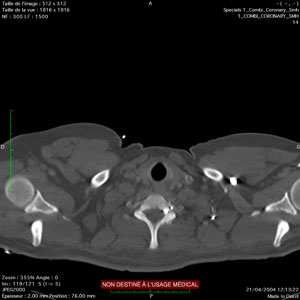 Taille de l'image : 512 x 512
Taille de la vue : 1816 x 1816
NF : 300 LF : 1500
A
- ( - , - )
Specials 1_Combi_Coronary_Smh
1_COMBI_CORONARY_SMH
14
D
G
Zoom : 355% Angle : 0
Im : 119/121 S (I -> S)
JPEG2000
Épaisseur : 2.00 mm Position : 76.00 mm
NON DESTINÉ À L'USAGE MÉDICAL
P
21/04/2004 12:13:22
Made In OsiriX